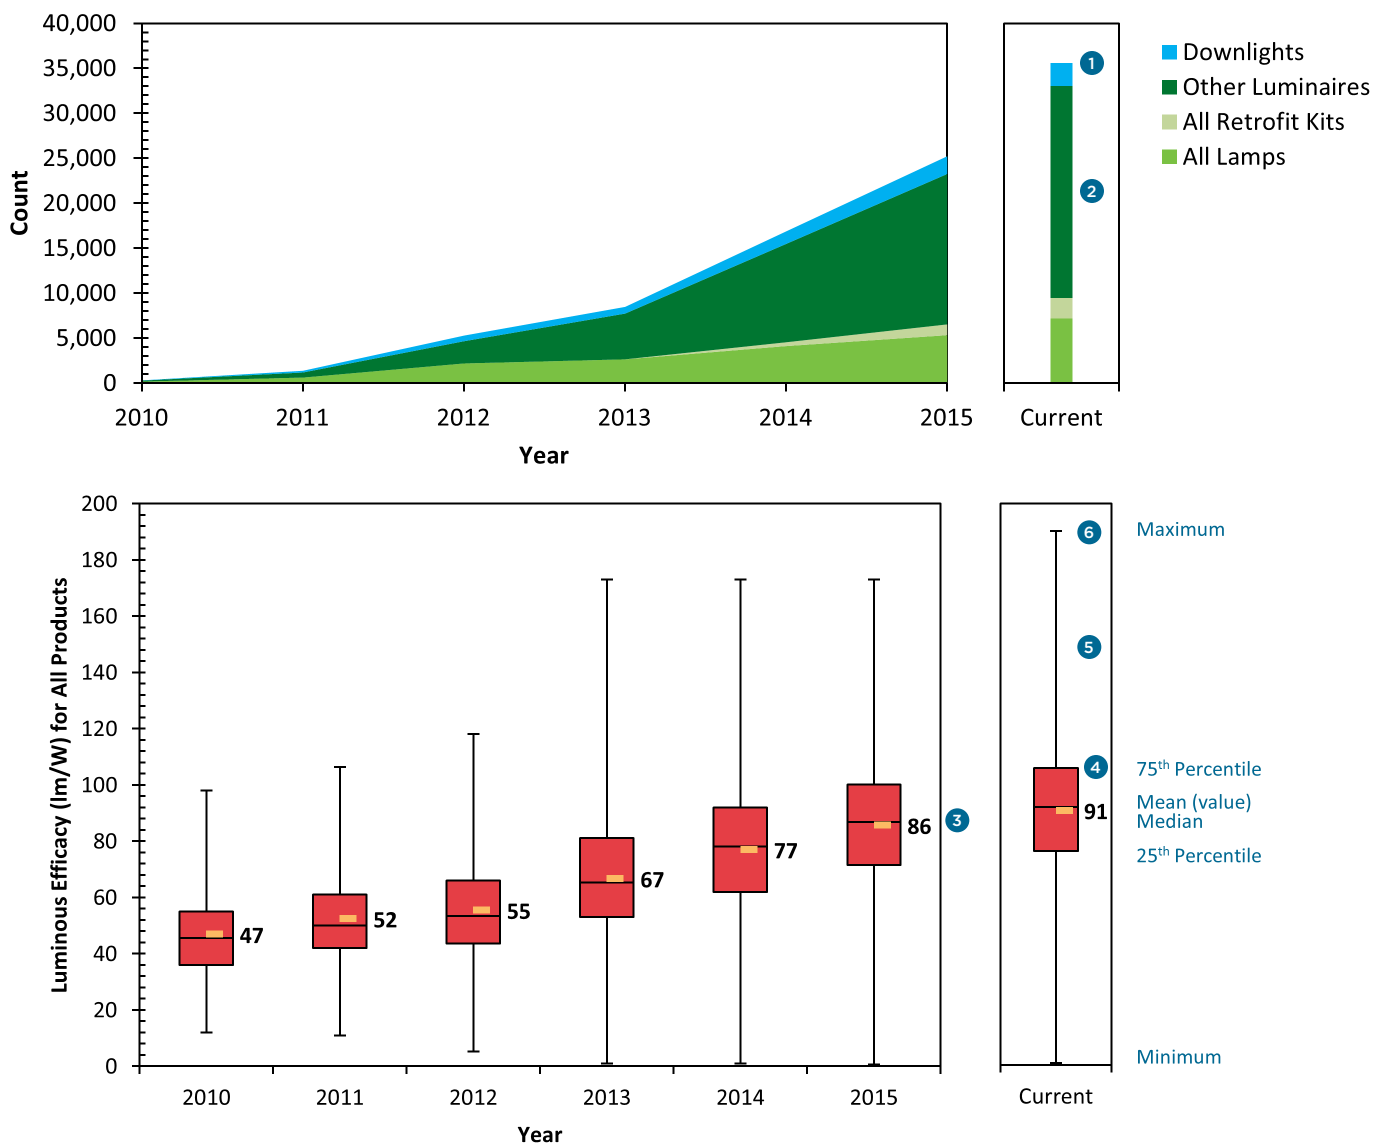 40,000
35,000
30,000
25,000
20,000
15,000
10,000
5,000
0
Count
2010 2011 2012 2013 2014 2015
Year
Current
1
2
Downlights
Other Luminaires
All Retrofit Kits
All Lamps
200
180
160
140
120
100
80
60
40
20
0
Luminous Efficacy (lm/W) for All Products
47
52
55
67
77
86
3
2010 2011 2012 2013 2014 2015
Year
6
5
4
91
Current
Maximum
75th Percentile
Mean (value)
Median
25th Percentile
Minimum